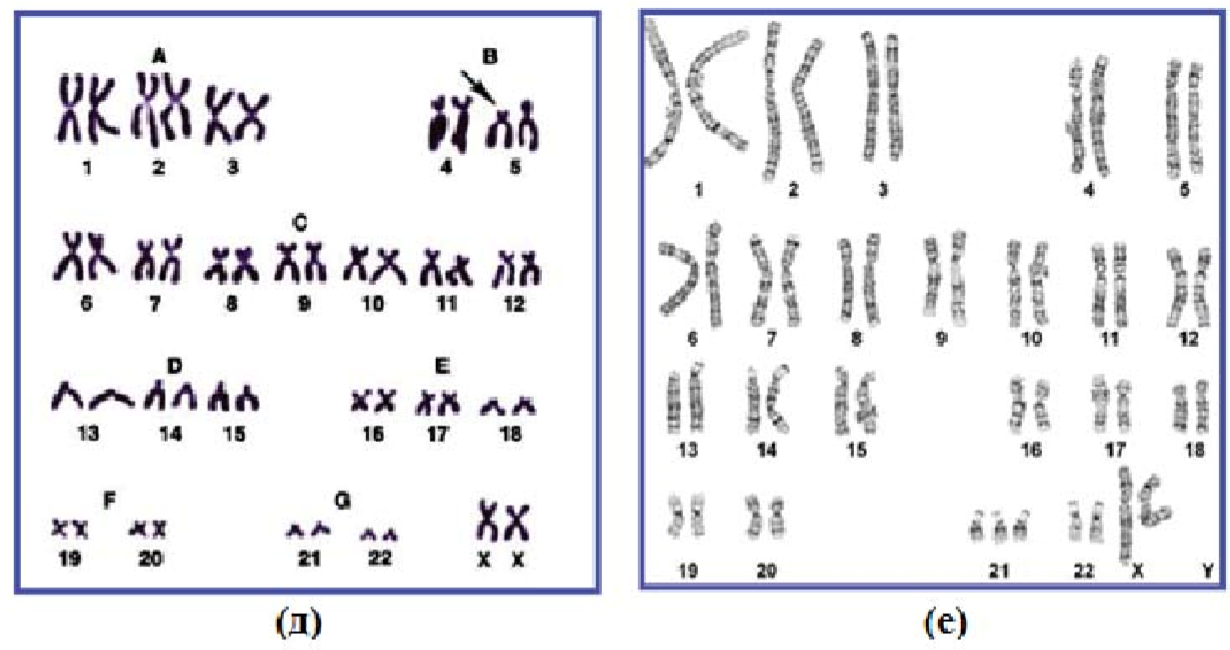 A B
1 2 3 4 5
C
6 7 8 9 10 11 12
D E
13 14 15 16 17 18
F G
19 20 21 22 X X
(д)
1 2 3 4 5
6 7 8 9 10 11 12
13 14 15 16 17 18
19 20 21 22 X Y
(е)